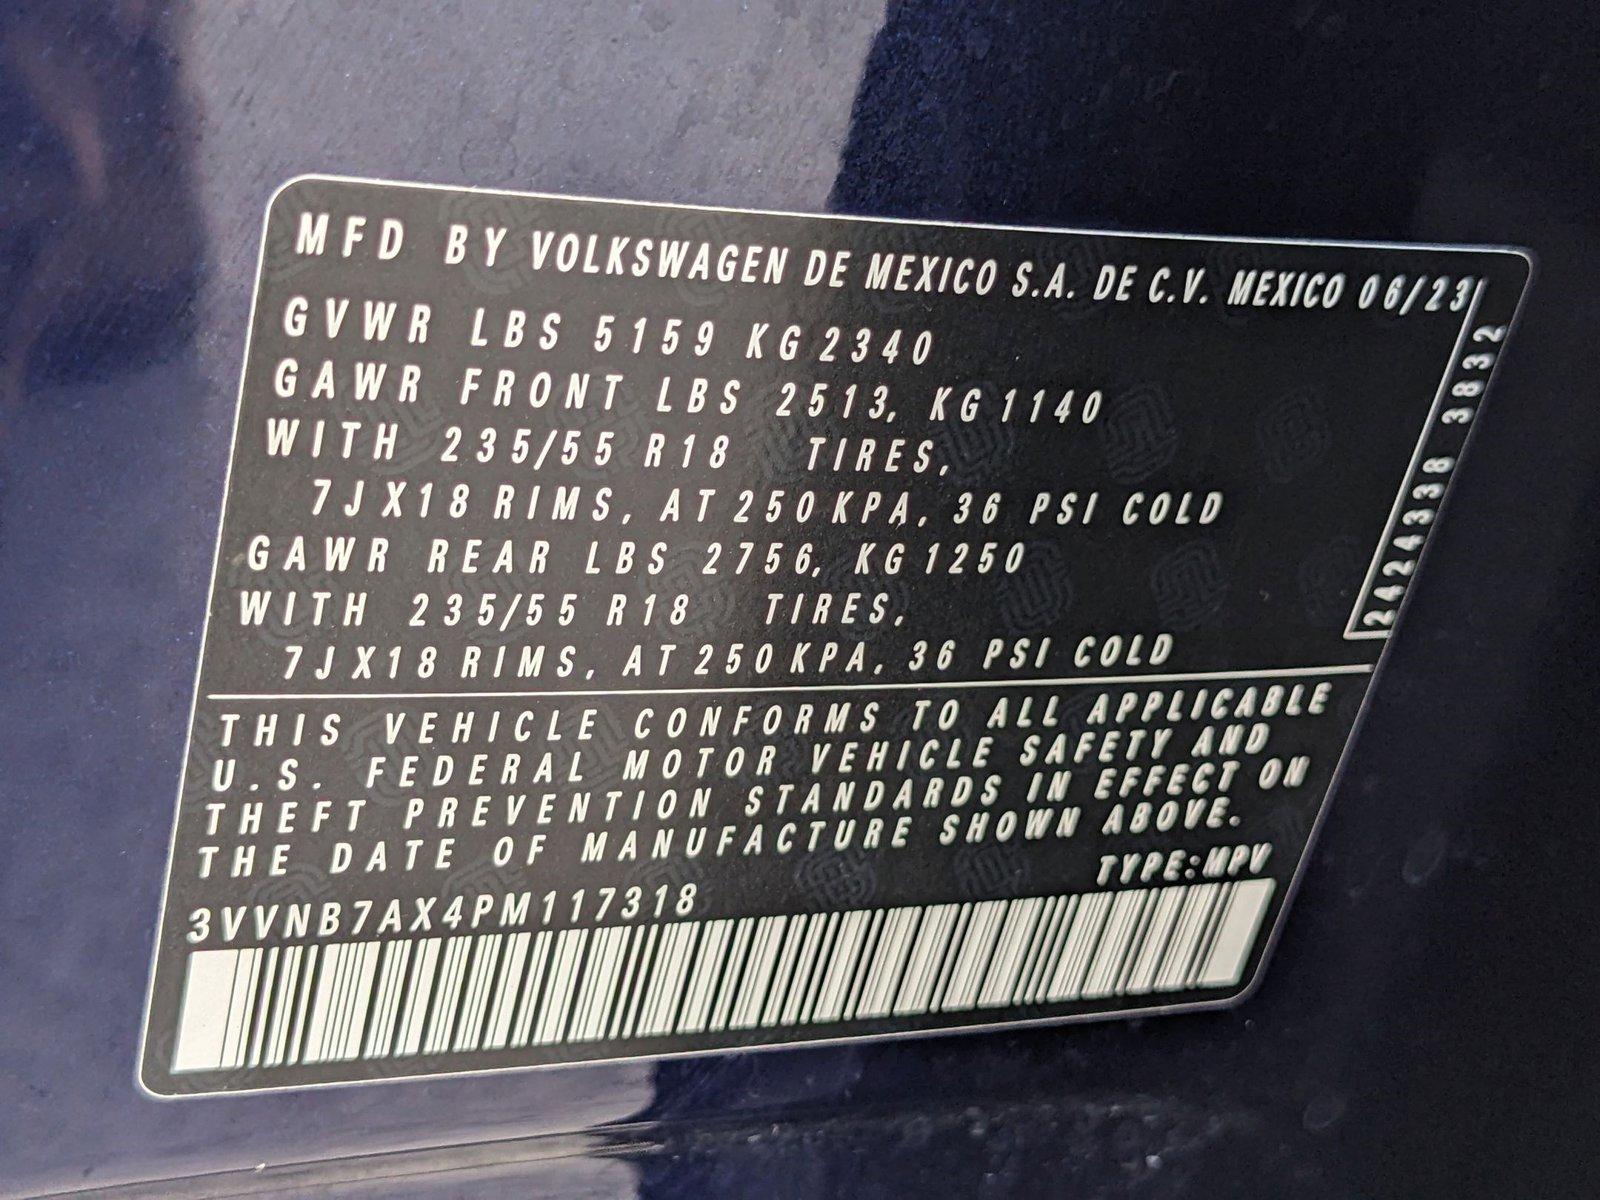 MFD BY VOLKSWAGEN DE MEXICO S.A. DE C.V. MEXICO 06/23
GVWR LBS 5159 KG 2340
GAWR FRONT LBS 2513, KG 1140
WITH 235/55 R18 TIRES,
7J X18 RIMS, AT 250 KPA, 36 PSI COLD
GAWR REAR LBS 2756, KG 1250
WITH 235/55 R18 TIRES,
7J X18 RIMS, AT 250 KPA, 36 PSI COLD
2424338 3832
THIS VEHICLE CONFORMS TO ALL APPLICABLE
U.S. FEDERAL MOTOR VEHICLE SAFETY AND
THEFT PREVENTION STANDARDS IN EFFECT ON
THE DATE OF MANUFACTURE SHOWN ABOVE.
TYPE:MPV
3VVNB7AX4PM117318